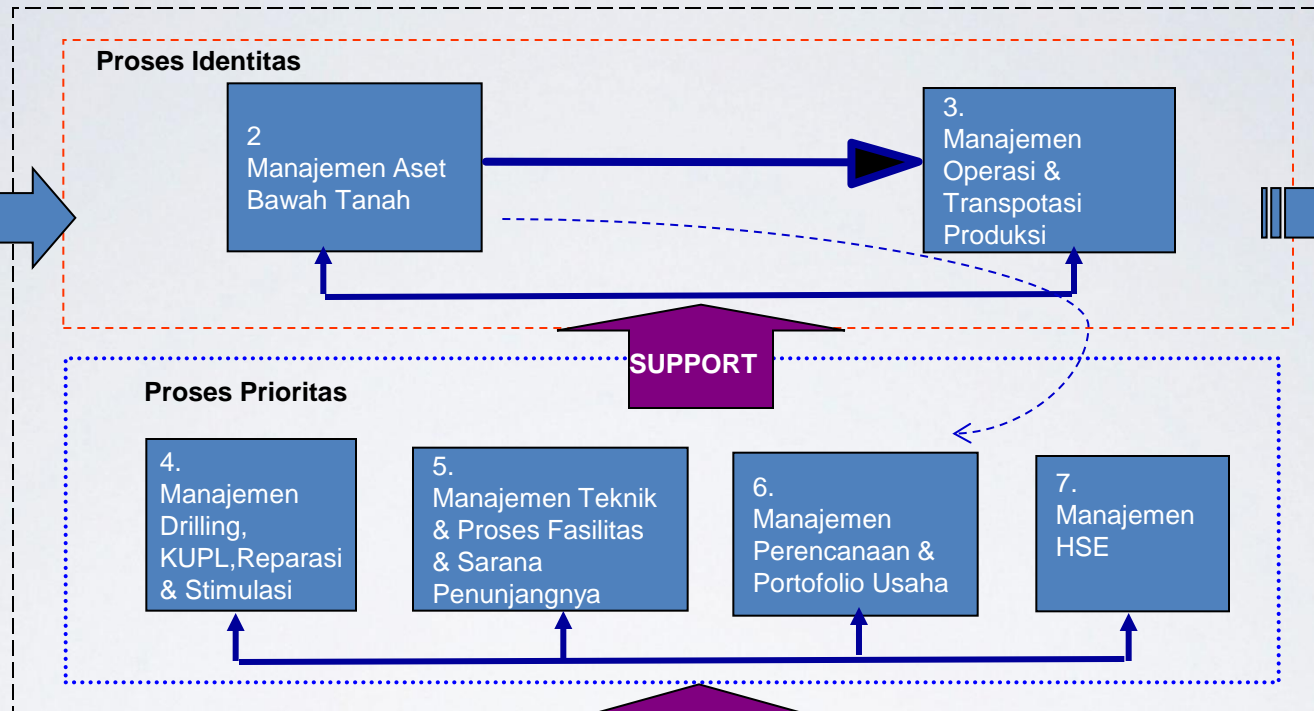 Proses Identitas
2
Manajemen Aset
Bawah Tanah
3.
Manajemen
Operasi &
Transpotasi
Produksi
SUPPORT
Proses Prioritas
4.
Manajemen
Drilling,
KUPL,Reparasi
& Stimulasi
5.
Manajemen Teknik
& Proses Fasilitas
& Sarana
Penunjangnya
6.
Manajemen
Perencanaan &
Portofolio Usaha
7.
Manajemen
HSE